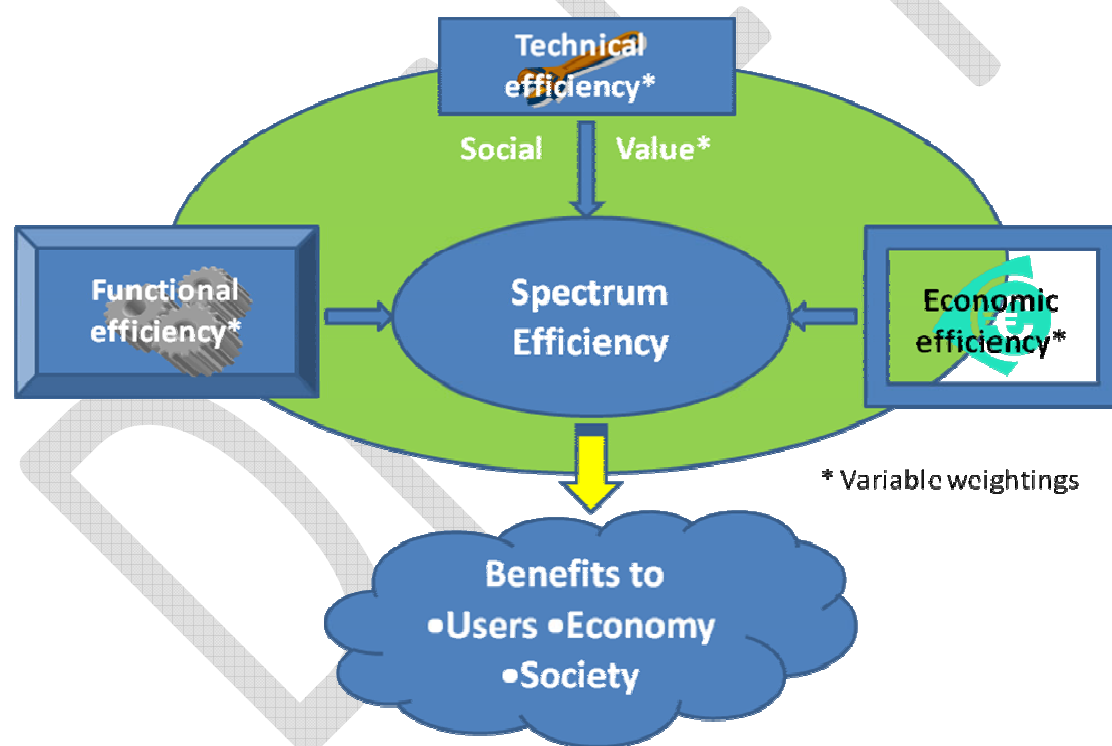 Technical
efficiency*
Social Value*
Functional
efficiency*
Spectrum
Efficiency
Economic
efficiency*
€
* Variable weightings
Benefits to
•Users •Economy
•Society